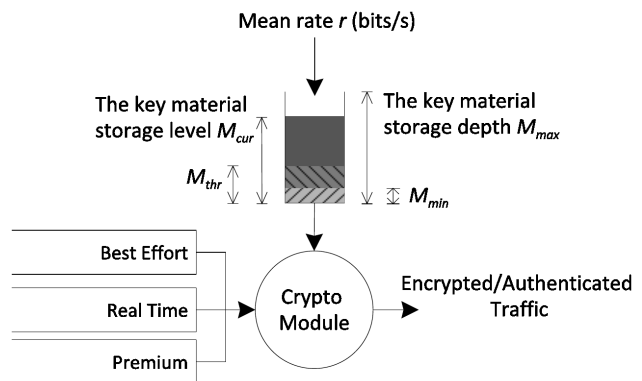 Mean rate r (bits/s)
The key material
storage level Mcur
The key material
storage depth Mmax
Mthr
Mmin
Best Effort
Real Time
Premium
Crypto
Module
Encrypted/Authenticated
Traffic